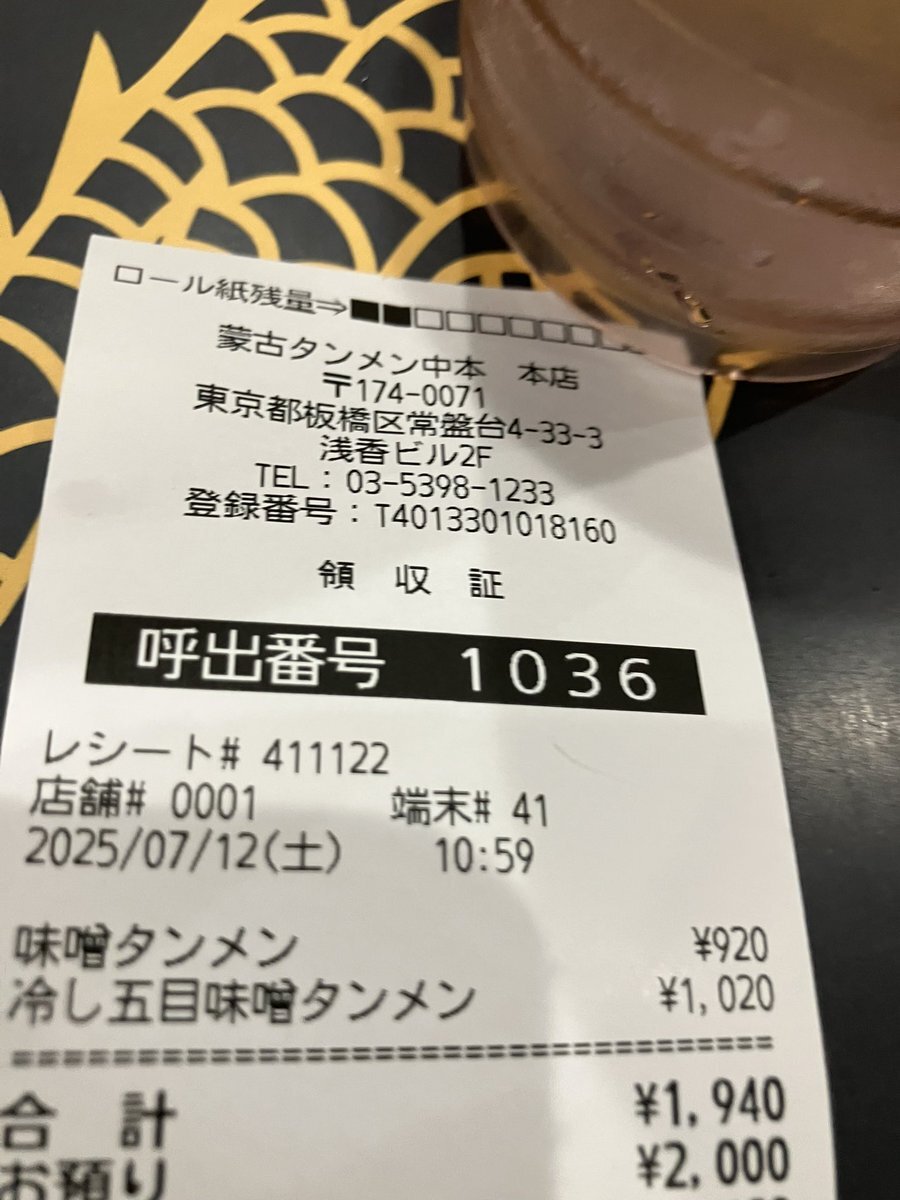 ロール紙残量⇒■■□□□□□□
蒙古タンメン中本 本店
〒174-0071
東京都板橋区常盤台4-33-3
浅香ビル2F
TEL：03-5398-1233
登録番号：T4013301018160
領 収 証
呼出番号 1036
レシート# 411122
店舗# 0001 端末# 41
2025/07/12(土) 10:59
味噌タンメン ¥920
冷し五目味噌タンメン ¥1,020
================================
合 計 ¥1,940
お預り ¥2,000